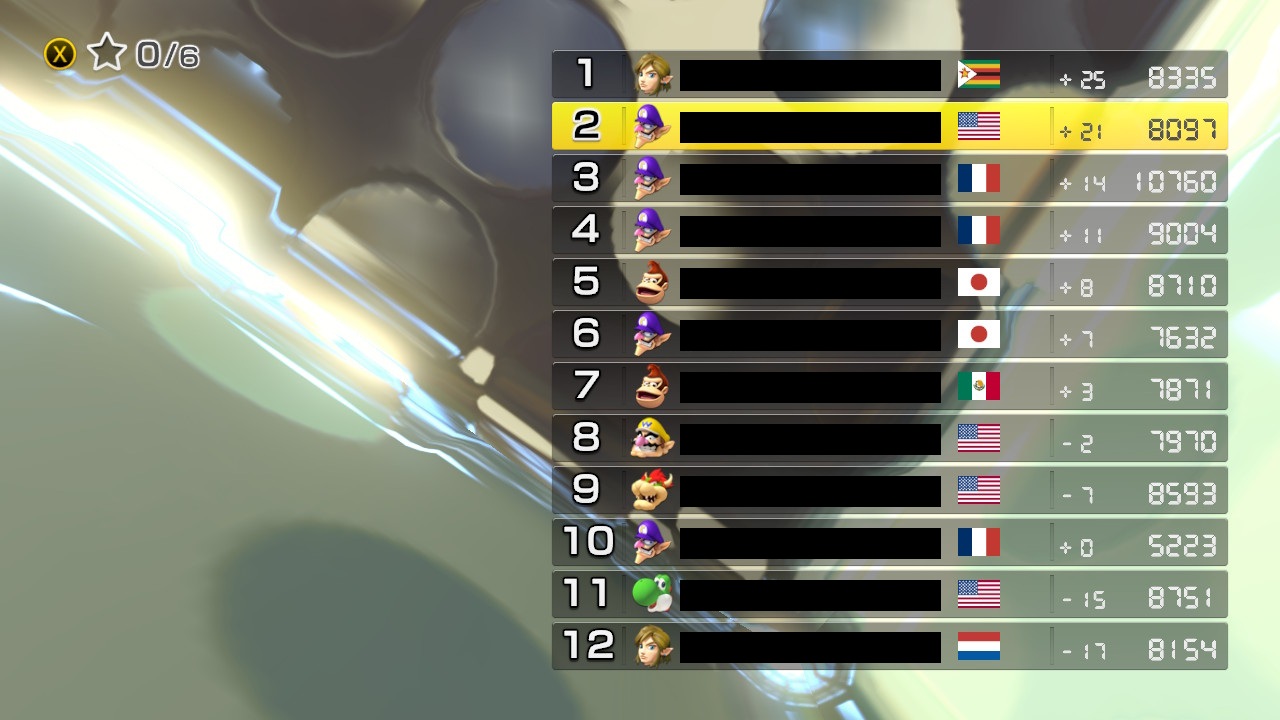 X 0/6
1 + 25 8335
2 + 21 8097
3 + 14 10760
4 + 11 9004
5 + 8 8710
6 + 7 7632
7 + 3 7871
8 - 2 7970
9 - 7 8593
10 + 0 5223
11 - 15 8751
12 - 17 8154